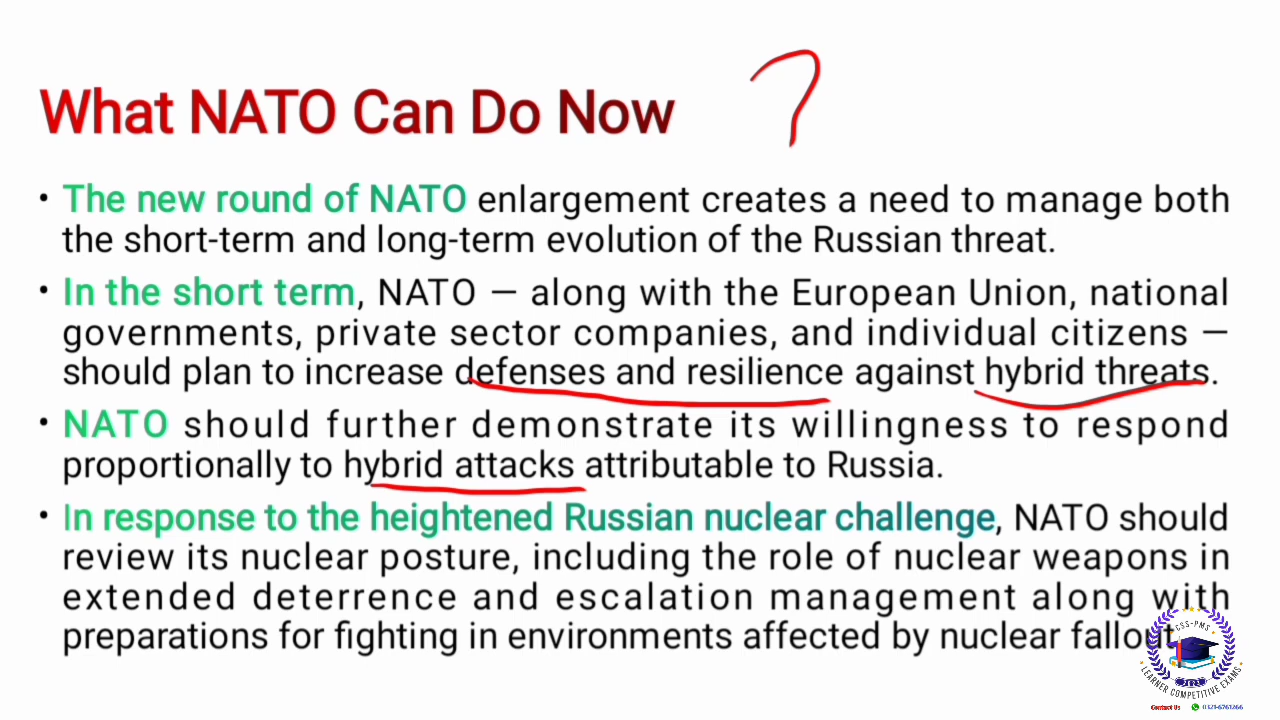 What NATO Can Do Now ?
• The new round of NATO enlargement creates a need to manage both
the short-term and long-term evolution of the Russian threat.
• In the short term, NATO — along with the European Union, national
governments, private sector companies, and individual citizens —
should plan to increase defenses and resilience against hybrid threats.
• NATO should further demonstrate its willingness to respond
proportionally to hybrid attacks attributable to Russia.
• In response to the heightened Russian nuclear challenge, NATO should
review its nuclear posture, including the role of nuclear weapons in
extended deterrence and escalation management along with
preparations for fighting in environments affected by nuclear fallout.
CSS-PMS
LEARNER COMPETITIVE EXAMS
Contact Us 0321-6761266